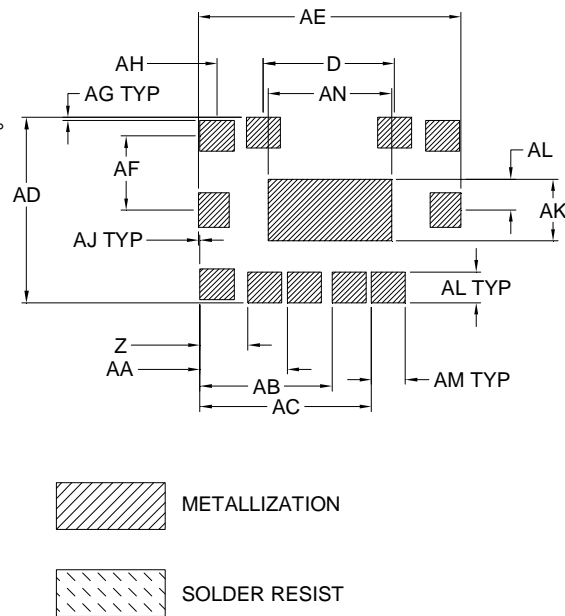 AE
AH
D
AG TYP
AN
°
AL
AF
AD
AK
AJ TYP
AL TYP
Z
AA
AB
AM TYP
AC
METALLIZATION
SOLDER RESIST